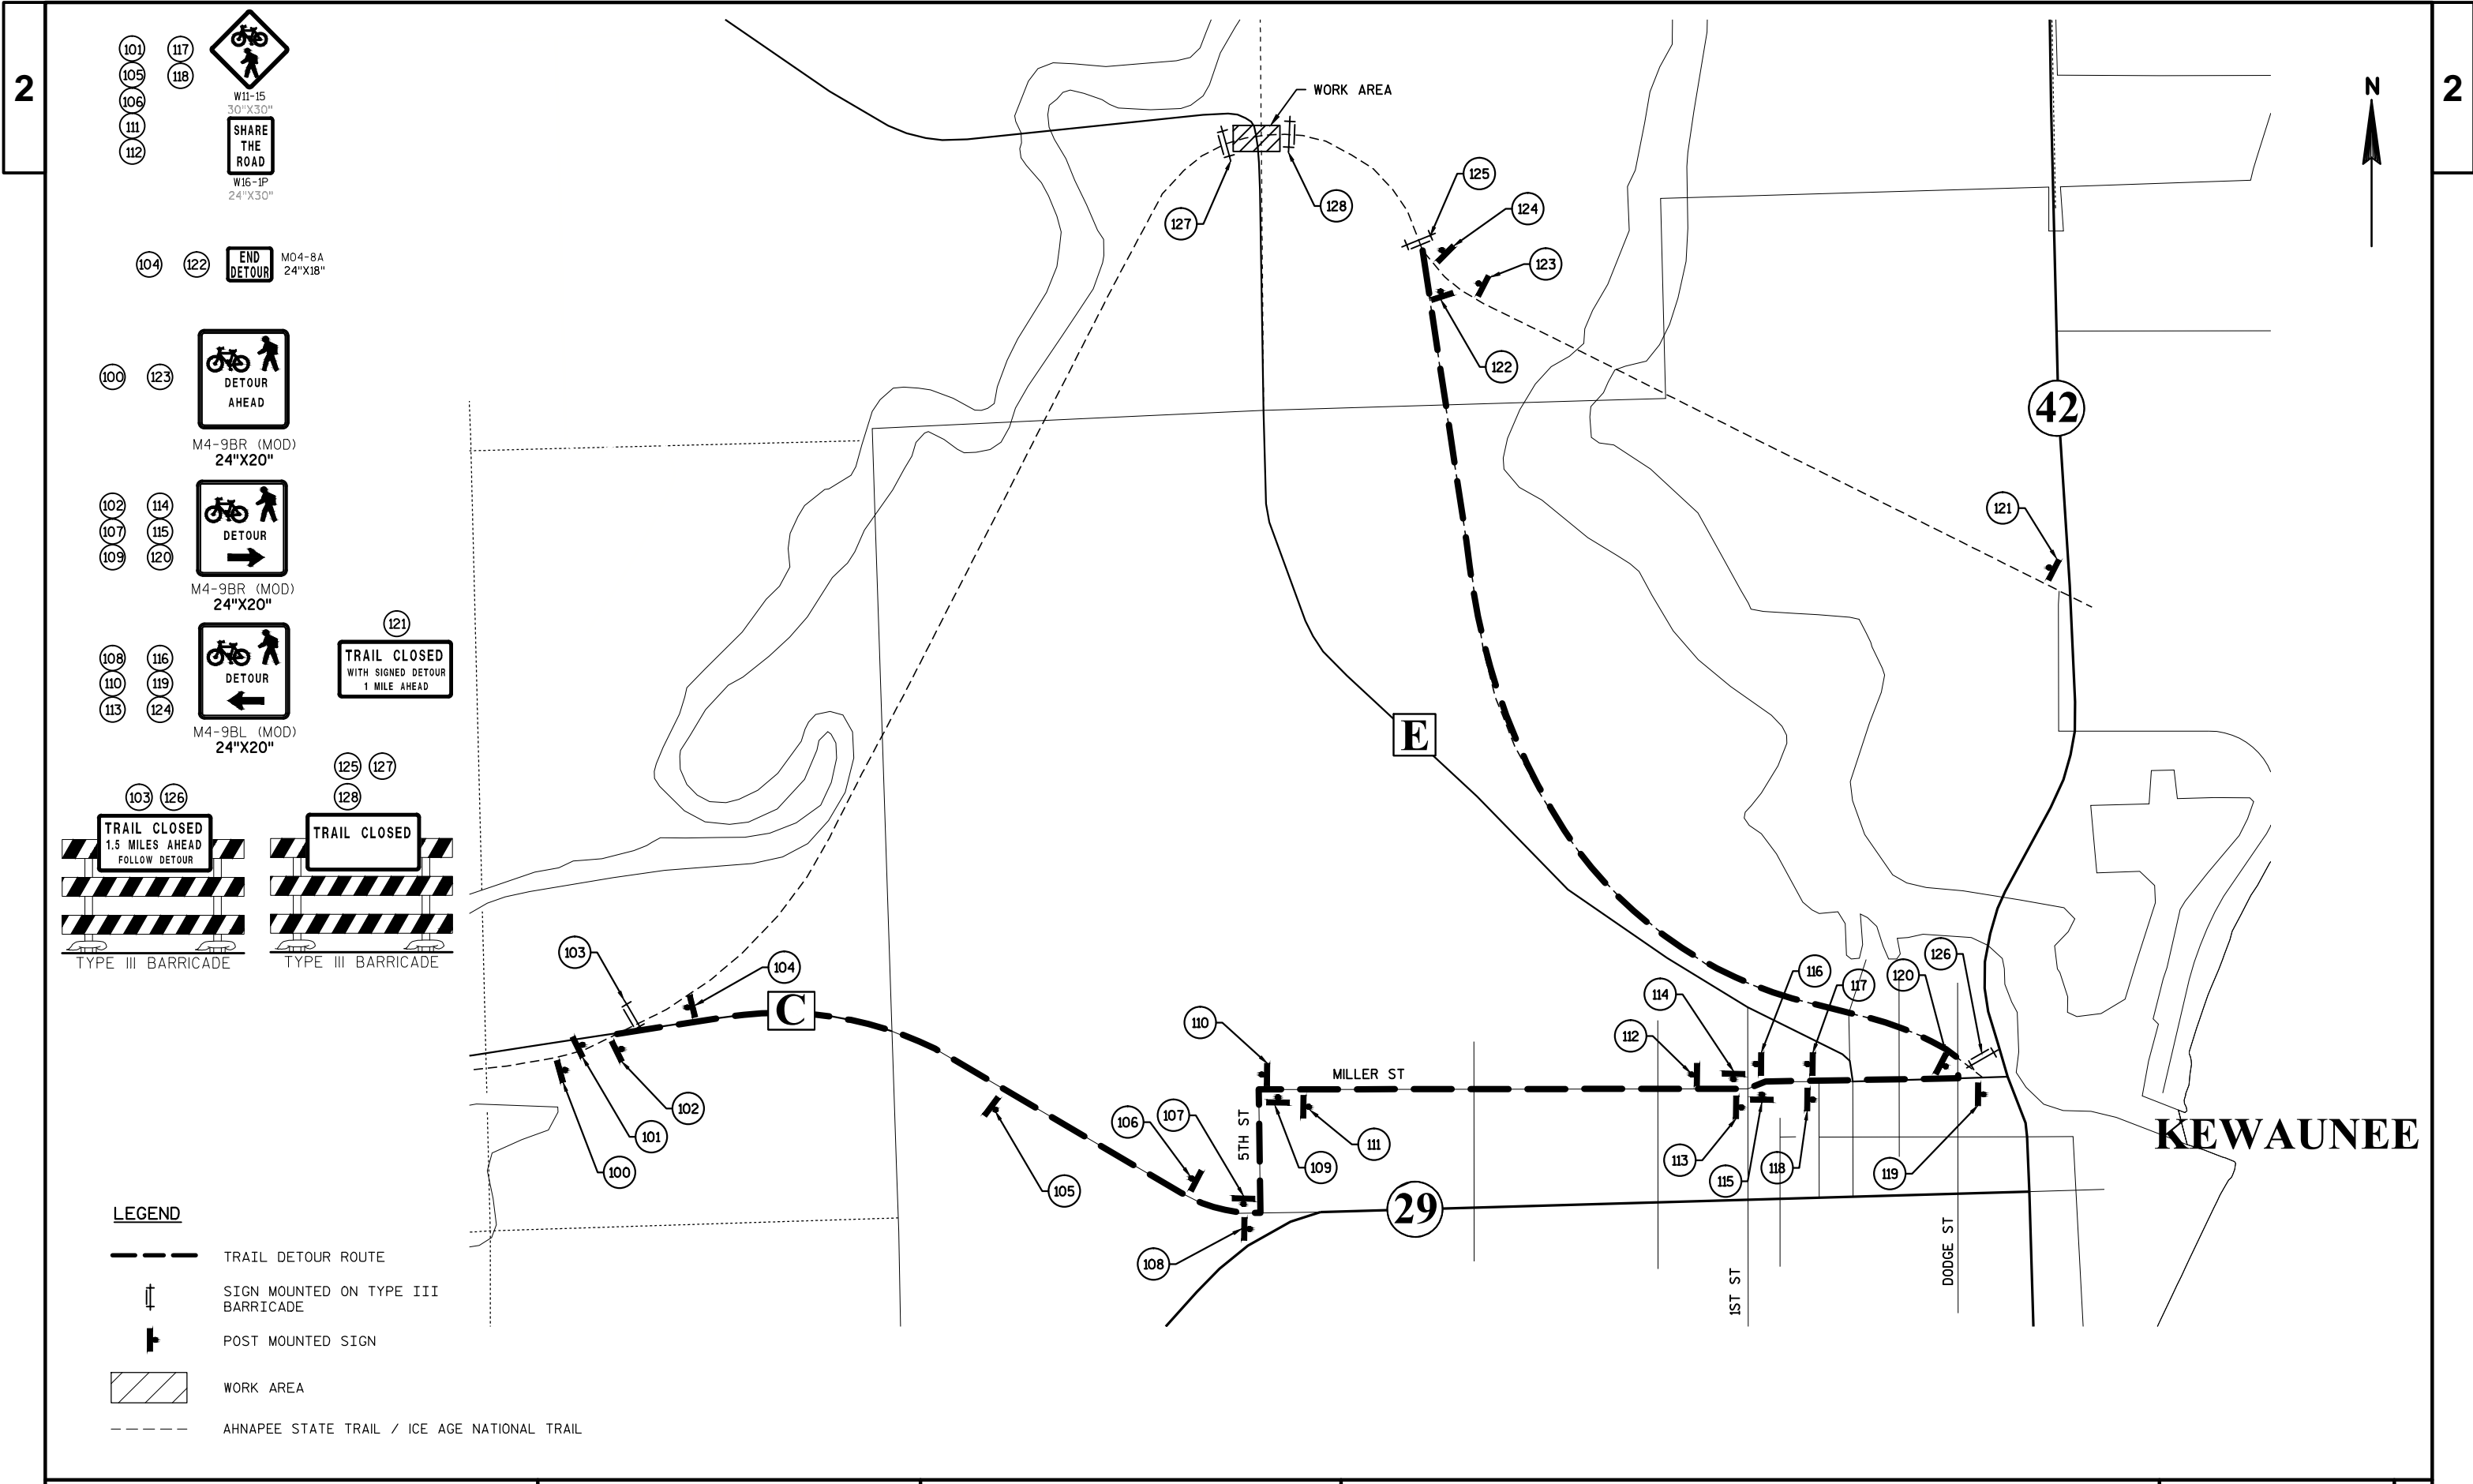 2
2
101 117
105 118
106
111
112
W11-15
30"X30"
SHARE
THE
ROAD
W16-1P
24"X30"
104 122
END
DETOUR
M04-8A
24"X18"
100 123
DETOUR
AHEAD
M4-9BR (MOD)
24"X20"
102 114
107 115
109 120
DETOUR
M4-9BR (MOD)
24"X20"
108 116
110 119
113 124
DETOUR
M4-9BL (MOD)
24"X20"
121
TRAIL CLOSED
WITH SIGNED DETOUR
1 MILE AHEAD
103 126
TRAIL CLOSED
1.5 MILES AHEAD
FOLLOW DETOUR
TYPE III BARRICADE
125 127
128
TRAIL CLOSED
TYPE III BARRICADE
LEGEND
TRAIL DETOUR ROUTE
SIGN MOUNTED ON TYPE III
BARRICADE
POST MOUNTED SIGN
WORK AREA
AHNAPEE STATE TRAIL / ICE AGE NATIONAL TRAIL
WORK AREA
N
125
124
128
127
123
122
42
121
E
103
104
C
116
126
117
120
114
110
112
MILLER ST
102
101
100
105
106
107
5TH ST
109
111
113
115
118
119
KEWAUNEE
29
108
1ST ST
DODGE ST